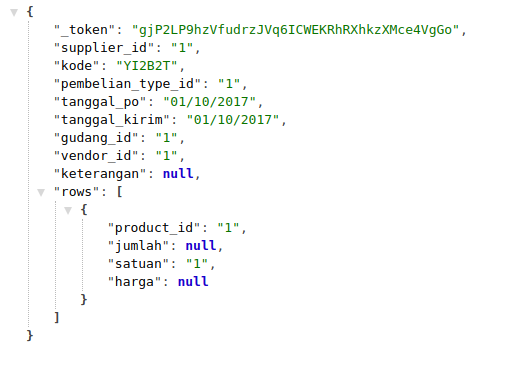 {
"_token": "gjP2LP9hzVfudrzJVq6ICWEKRhRXhkzXMce4VgGo",
"supplier_id": "1",
"kode": "YI2B2T",
"pembelian_type_id": "1",
"tanggal_po": "01/10/2017",
"tanggal_kirim": "01/10/2017",
"gudang_id": "1",
"vendor_id": "1",
"keterangan": null,
"rows": [
{
"product_id": "1",
"jumlah": null,
"satuan": "1",
"harga": null
}
]
}